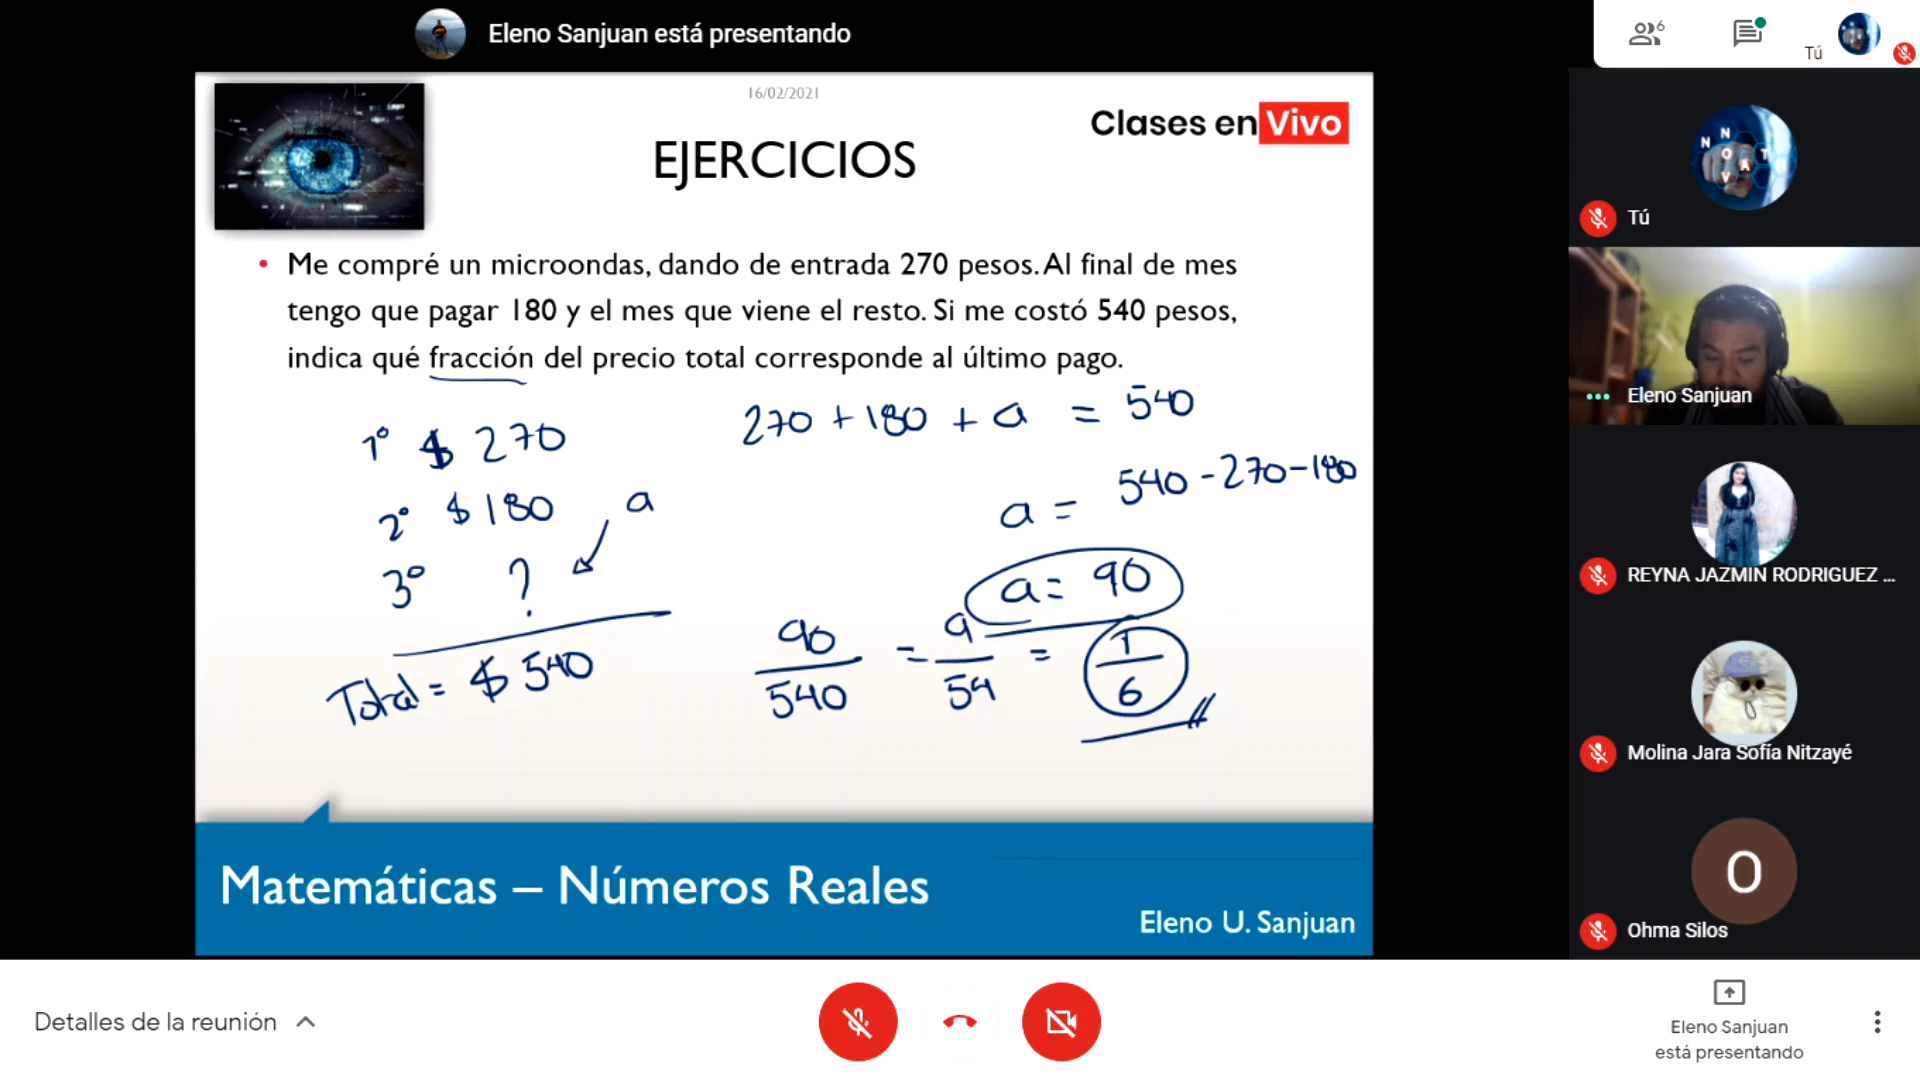 Eleno Sanjuan está presentando
6
Tú
16/02/2021
Clases en Vivo
EJERCICIOS
• Me compré un microondas, dando de entrada 270 pesos. Al final de mes
tengo que pagar 180 y el mes que viene el resto. Si me costó 540 pesos,
indica qué fracción del precio total corresponde al último pago.
1° $ 270
2° $ 180 a
3° ?
Total = $ 540
270 + 180 + a = 540
a = 540 - 270 - 180
a = 90
90/540 = 9/54 = 1/6
Matemáticas – Números Reales
Eleno U. Sanjuan
N N O A T V
Tú
Eleno Sanjuan
REYNA JAZMIN RODRIGUEZ ...
Molina Jara Sofía Nitzayé
O
Ohma Silos
Detalles de la reunión
Eleno Sanjuan
está presentando